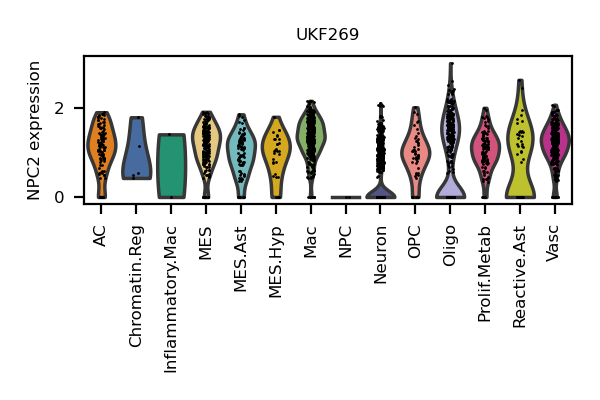 UKF269
NPC2 expression
2
0
AC
Chromatin.Reg
Inflammatory.Mac
MES
MES.Ast
MES.Hyp
Mac
NPC
Neuron
OPC
Oligo
Prolif.Metab
Reactive.Ast
Vasc